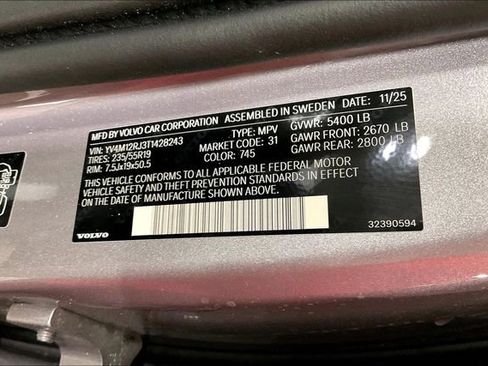 MFD BY VOLVO CAR CORPORATION ASSEMBLED IN SWEDEN DATE: 11/25
VIN: YV4M12RJ3T1428243 TYPE: MPV GVWR: 5400 LB
TIRES: 235/55R19 MARKET CODE: 31 GAWR FRONT: 2670 LB
RIM: 7.5Jx19x50.5 COLOR: 745 GAWR REAR: 2800 LB
THIS VEHICLE CONFORMS TO ALL APPLICABLE FEDERAL MOTOR
VEHICLE SAFETY AND THEFT PREVENTION STANDARDS IN EFFECT ON
THE DATE OF MANUFACTURE SHOWN ABOVE.
32390594
VOLVO